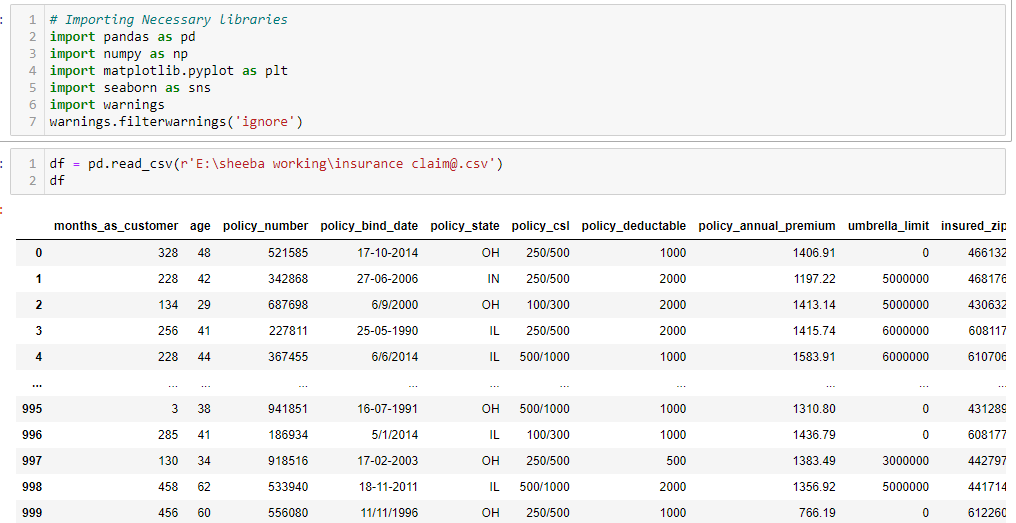 1 # Importing Necessary libraries
2 import pandas as pd
3 import numpy as np
4 import matplotlib.pyplot as plt
5 import seaborn as sns
6 import warnings
7 warnings.filterwarnings('ignore')
1 df = pd.read_csv(r'E:\sheeba working\insurance claim@.csv')
2 df
months_as_customer age policy_number policy_bind_date policy_state policy_csl policy_deductable policy_annual_premium umbrella_limit insured_zip
0 328 48 521585 17-10-2014 OH 250/500 1000 1406.91 0 466132
1 228 42 342868 27-06-2006 IN 250/500 2000 1197.22 5000000 468176
2 134 29 687698 6/9/2000 OH 100/300 2000 1413.14 5000000 430632
3 256 41 227811 25-05-1990 IL 250/500 2000 1415.74 6000000 608117
4 228 44 367455 6/6/2014 IL 500/1000 1000 1583.91 6000000 610706
... ... ... ... ... ... ... ... ... ... ...
995 3 38 941851 16-07-1991 OH 500/1000 1000 1310.80 0 431289
996 285 41 186934 5/1/2014 IL 100/300 1000 1436.79 0 608177
997 130 34 918516 17-02-2003 OH 250/500 500 1383.49 3000000 442797
998 458 62 533940 18-11-2011 IL 500/1000 2000 1356.92 5000000 441714
999 456 60 556080 11/11/1996 OH 250/500 1000 766.19 0 612260